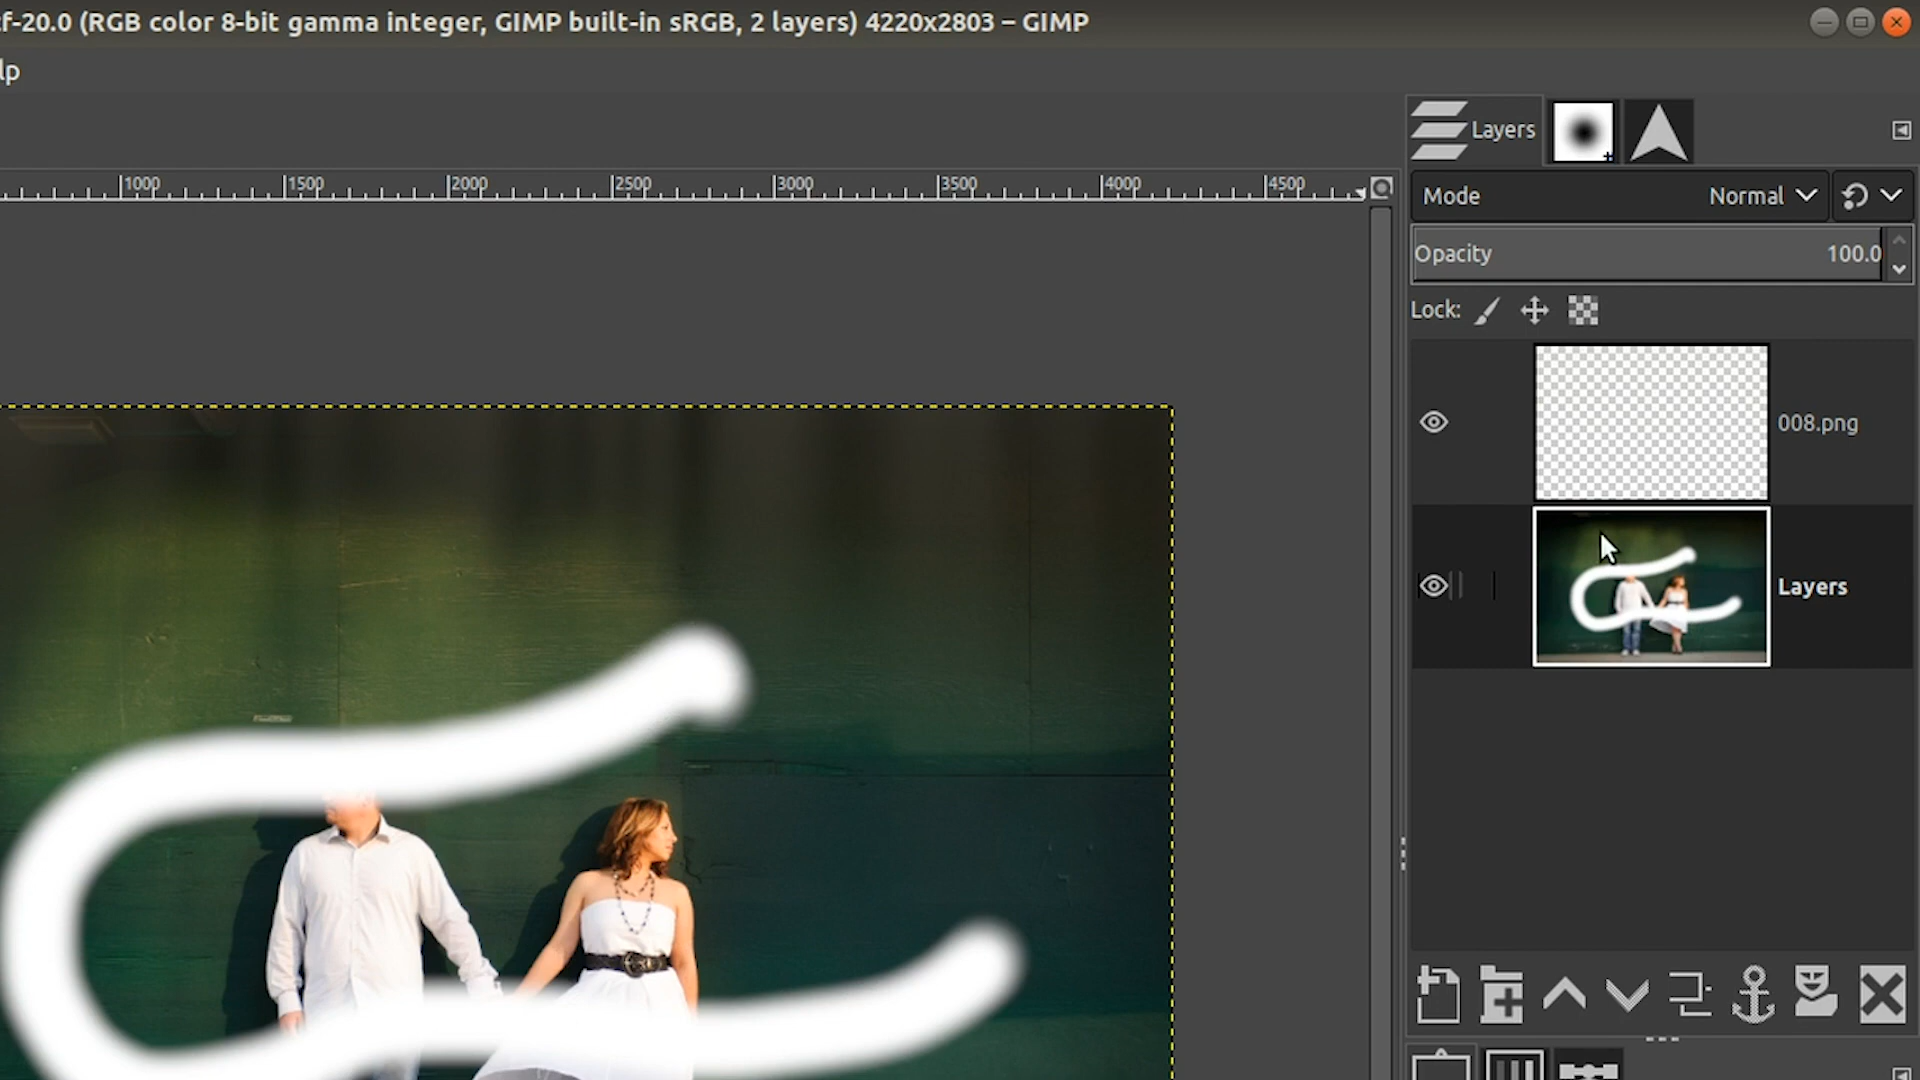 f-20.0 (RGB color 8-bit gamma integer, GIMP built-in sRGB, 2 layers) 4220x2803 – GIMP
lp
Layers
1000 1500 2000 2500 3000 3500 4000 4500
Mode Normal
Opacity 100.0
Lock:
008.png
Layers